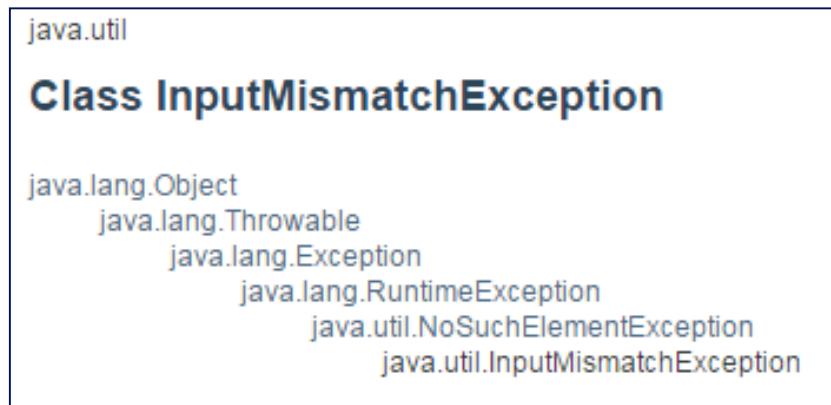 java.util
Class InputMismatchException
java.lang.Object
java.lang.Throwable
java.lang.Exception
java.lang.RuntimeException
java.util.NoSuchElementException
java.util.InputMismatchException